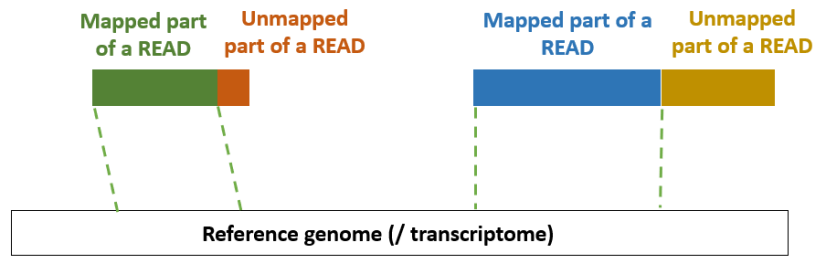 Mapped part
of a READ
Unmapped
part of a READ
Mapped part of a
READ
Unmapped
part of a READ
Reference genome (/ transcriptome)